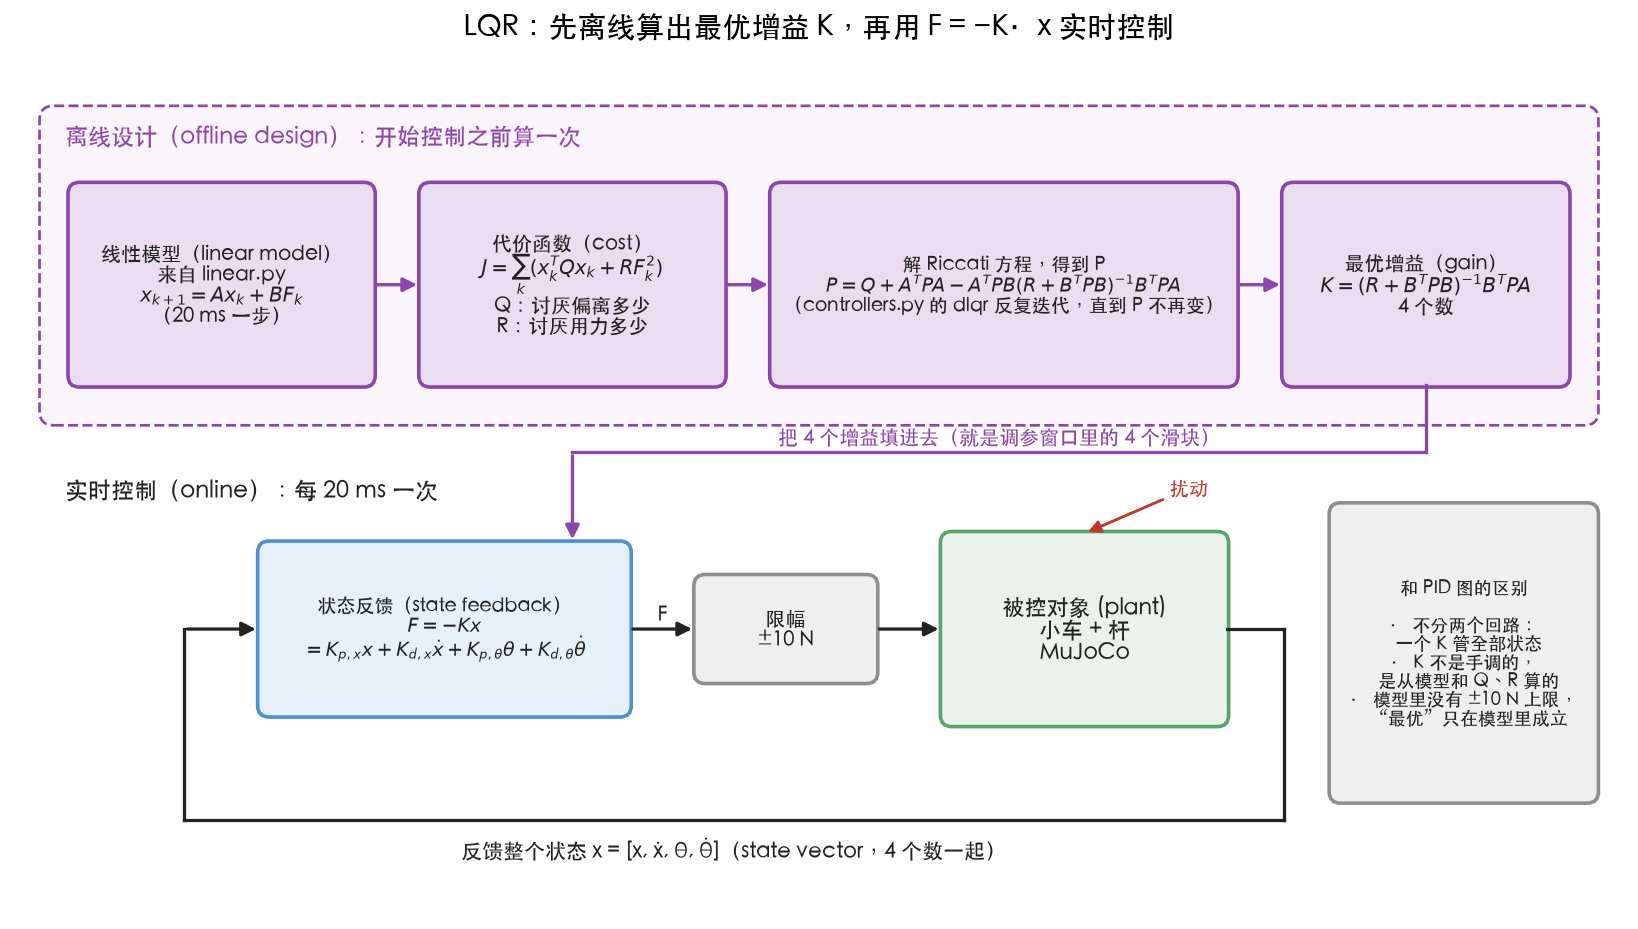 LQR：先离线算出最优增益 K，再用 F = −K· x 实时控制
离线设计（offline design）：开始控制之前算一次
线性模型（linear model）
来自 linear.py
x_{k+1} = Ax_k + BF_k
（20 ms 一步）
代价函数（cost）
J = ∑_k (x_k^T Qx_k + RF_k^2)
Q：讨厌偏离多少
R：讨厌用力多少
解 Riccati 方程，得到 P
P = Q + A^T PA − A^T PB(R + B^T PB)^{−1} B^T PA
（controllers.py 的 dlqr 反复迭代，直到 P 不再变）
最优增益（gain）
K = (R + B^T PB)^{−1} B^T PA
4 个数
把 4 个增益填进去（就是调参窗口里的 4 个滑块）
实时控制（online）：每 20 ms 一次
扰动
状态反馈（state feedback）
F = −Kx
= K_{p,x}x + K_{d,x}ẋ + K_{p,θ}θ + K_{d,θ}θ̇
F
限幅
±10 N
被控对象 (plant)
小车 + 杆
MuJoCo
和 PID 图的区别
· 不分两个回路：
一个 K 管全部状态
· K 不是手调的，
是从模型和 Q、R 算的
· 模型里没有 ±10 N 上限，
“最优”只在模型里成立
反馈整个状态 x = [x, ẋ, θ, θ̇]（state vector，4 个数一起）